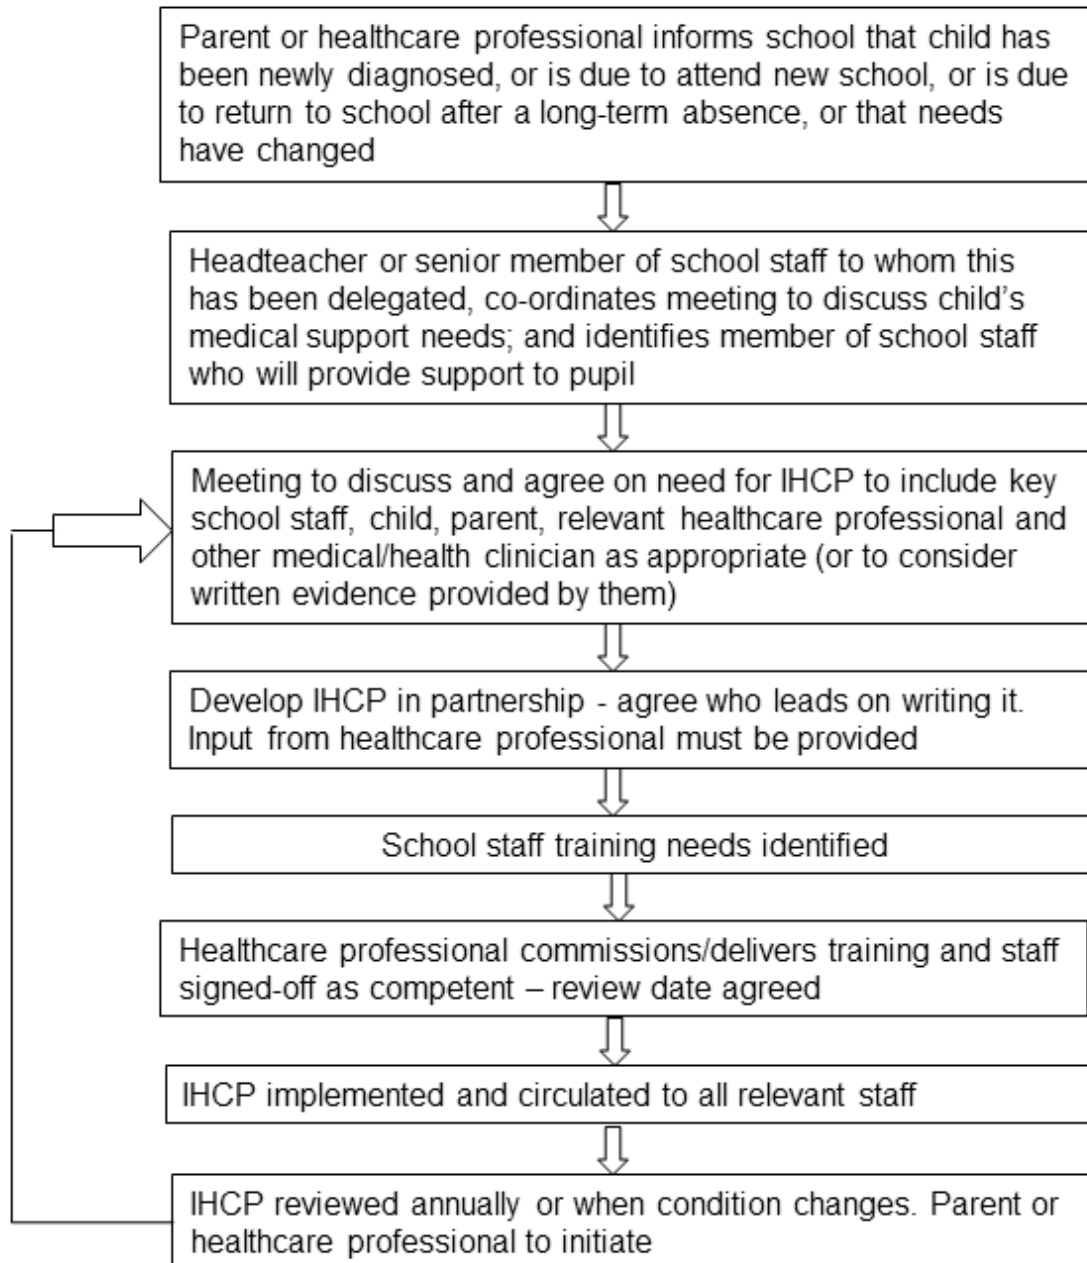 Parent or healthcare professional informs school that child has
been newly diagnosed, or is due to attend new school, or is due
to return to school after a long-term absence, or that needs
have changed
Headteacher or senior member of school staff to whom this
has been delegated, co-ordinates meeting to discuss child’s
medical support needs; and identifies member of school staff
who will provide support to pupil
Meeting to discuss and agree on need for IHCP to include key
school staff, child, parent, relevant healthcare professional and
other medical/health clinician as appropriate (or to consider
written evidence provided by them)
Develop IHCP in partnership - agree who leads on writing it.
Input from healthcare professional must be provided
School staff training needs identified
Healthcare professional commissions/delivers training and staff
signed-off as competent – review date agreed
IHCP implemented and circulated to all relevant staff
IHCP reviewed annually or when condition changes. Parent or
healthcare professional to initiate